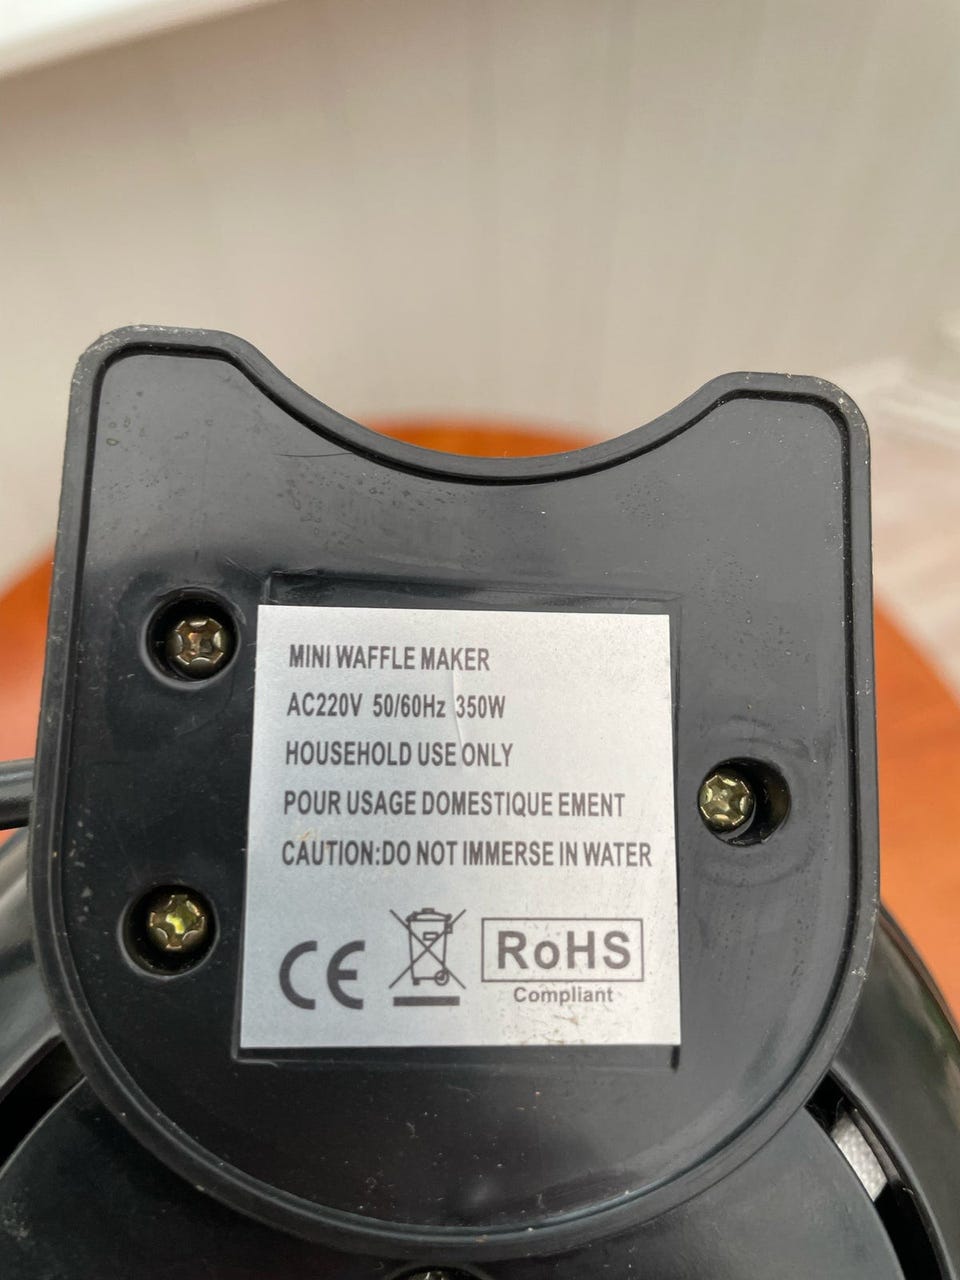 MINI WAFFLE MAKER
AC220V 50/60Hz 350W
HOUSEHOLD USE ONLY
POUR USAGE DOMESTIQUE EMENT
CAUTION:DO NOT IMMERSE IN WATER
CE RoHS
Compliant